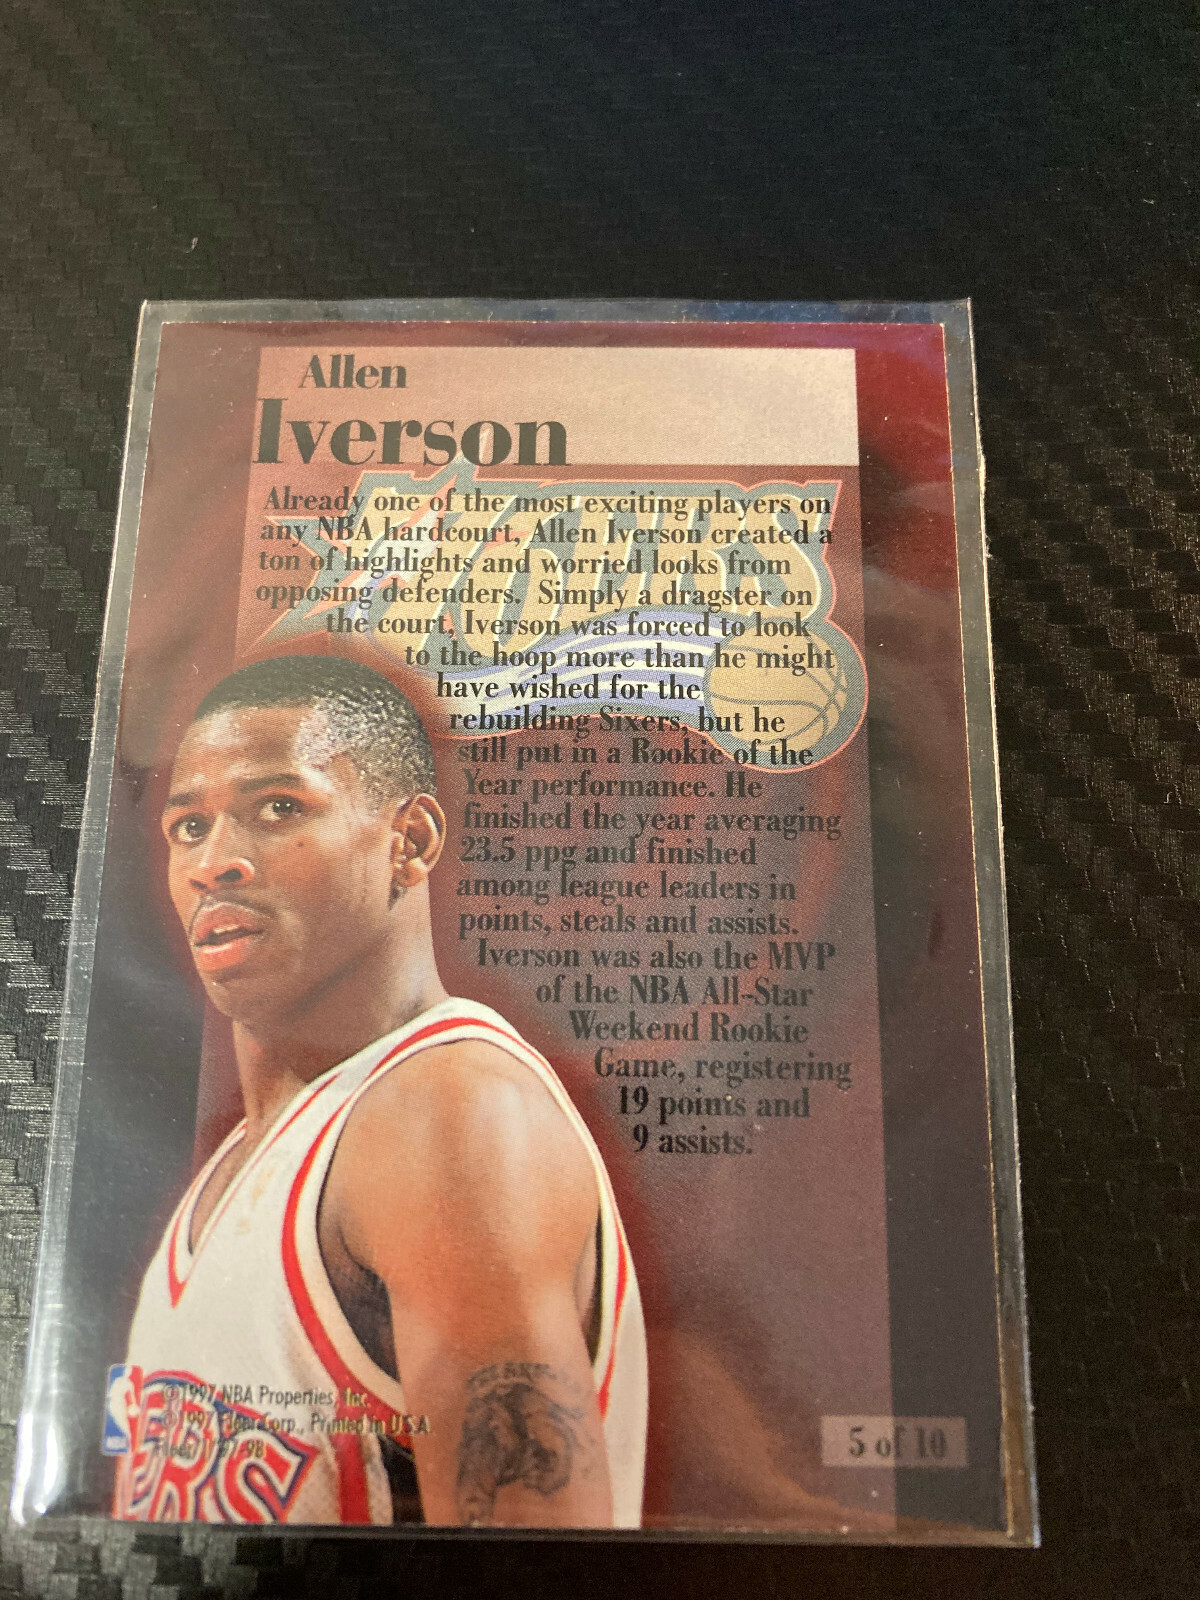 Allen
Iverson
Already one of the most exciting players on
any NBA hardcourt, Allen Iverson created a
ton of highlights and worried looks from
opposing defenders. Simply a dragster on
the court, Iverson was forced to look
to the hoop more than he might
have wished for the
rebuilding Sixers, but he
still put in a Rookie of the
Year performance. He
finished the year averaging
23.5 ppg and finished
among league leaders in
points, steals and assists.
Iverson was also the MVP
of the NBA All-Star
Weekend Rookie
Game, registering
19 points and
9 assists.
SIXERS
©1997 NBA Properties, Inc.
©1997 Fleer Corp., Printed in U.S.A.
5 of 10
ERS